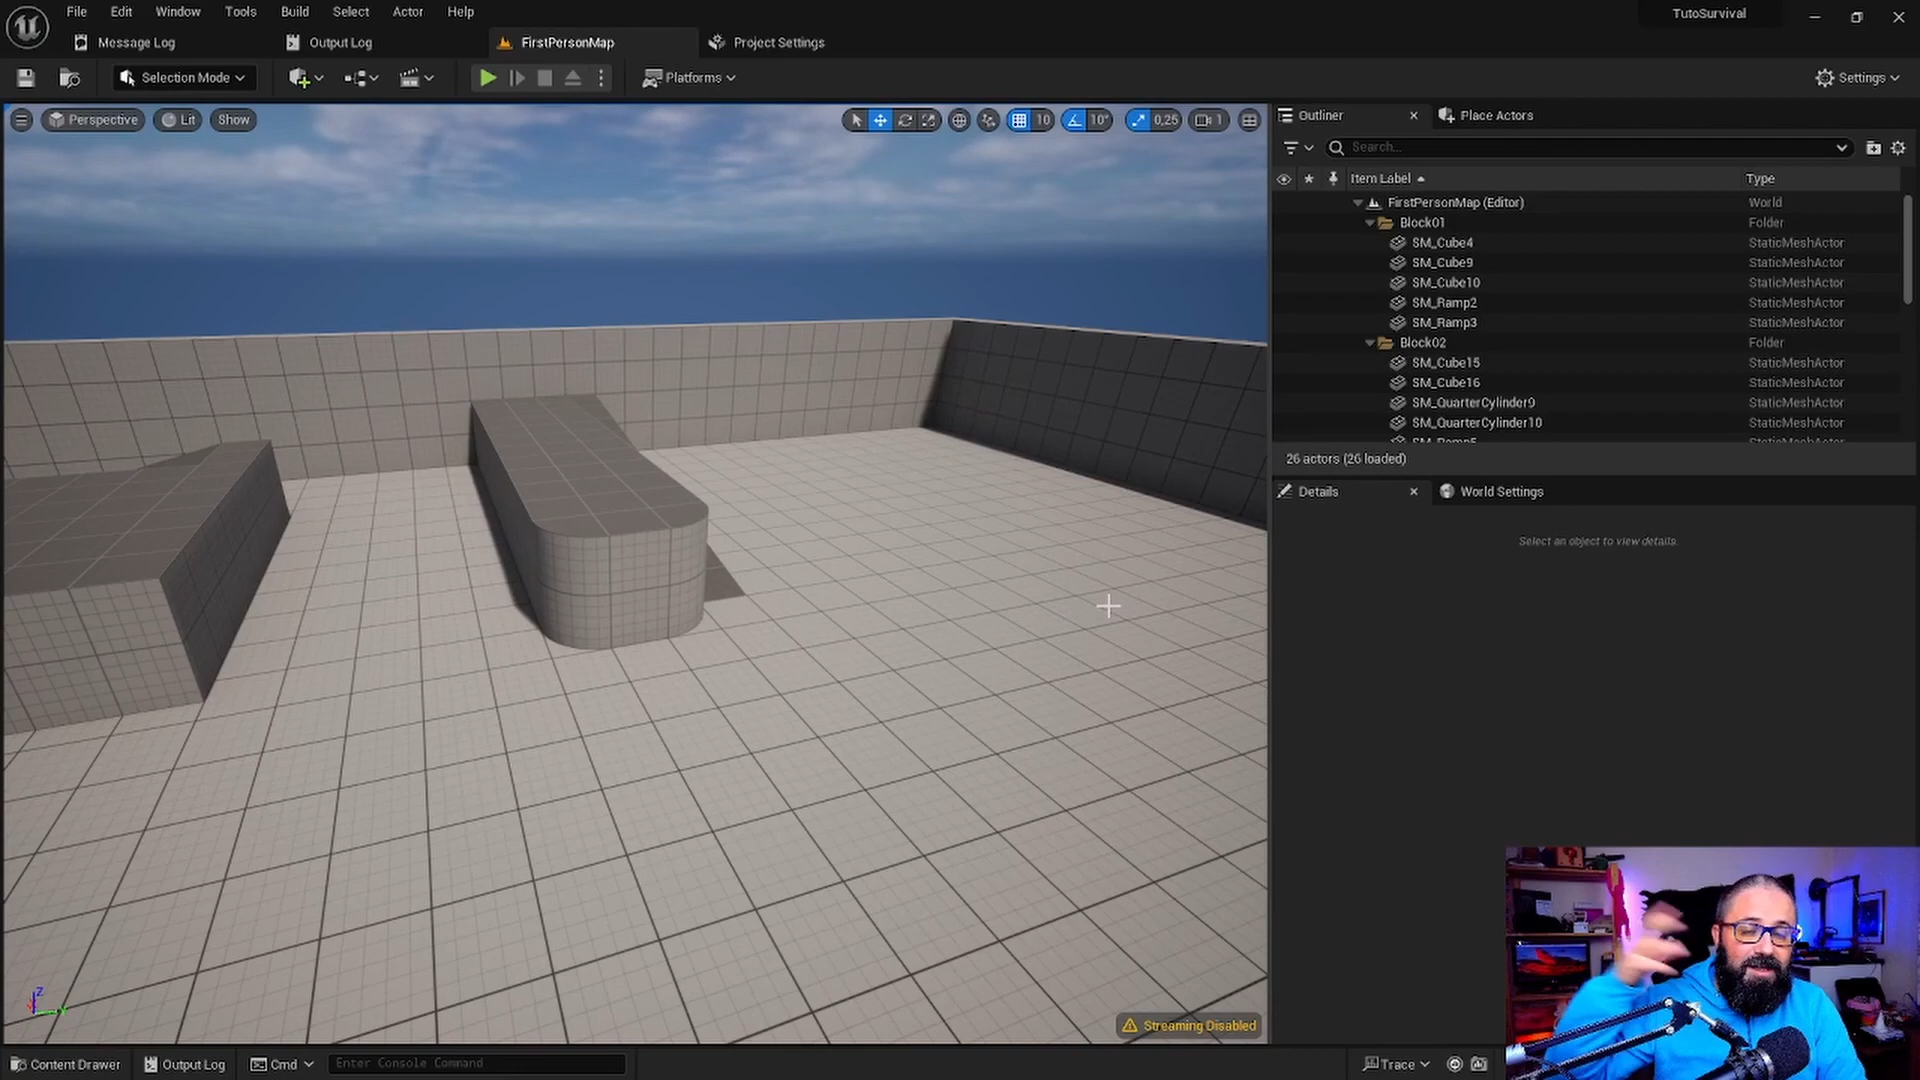 File Edit Window Tools Build Select Actor Help
TutoSurvival
Message Log
Output Log
FirstPersonMap
Project Settings
Selection Mode
Platforms
Settings
Perspective
Lit
Show
10
10°
0,25
1
Outliner
Place Actors
Search...
Item Label
Type
FirstPersonMap (Editor) World
Block01 Folder
SM_Cube4 StaticMeshActor
SM_Cube9 StaticMeshActor
SM_Cube10 StaticMeshActor
SM_Ramp2 StaticMeshActor
SM_Ramp3 StaticMeshActor
Block02 Folder
SM_Cube15 StaticMeshActor
SM_Cube16 StaticMeshActor
SM_QuarterCylinder9 StaticMeshActor
SM_QuarterCylinder10 StaticMeshActor
26 actors (26 loaded)
Details
World Settings
Select an object to view details.
Z
Streaming Disabled
Content Drawer
Output Log
Cmd
Enter Console Command
Trace